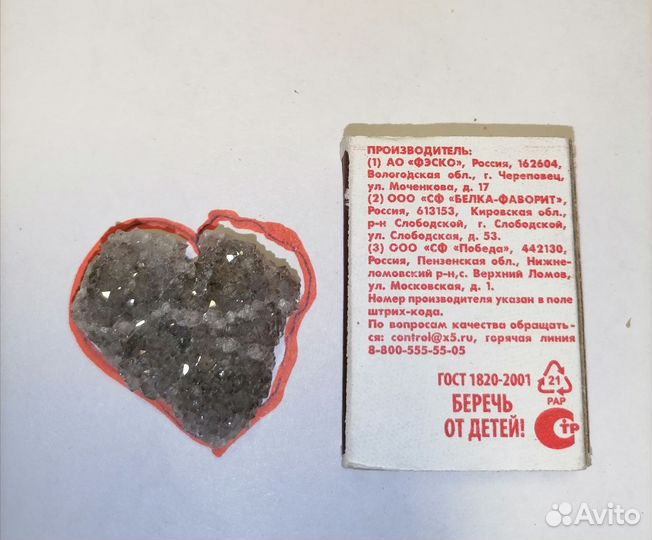 ПРОИЗВОДИТЕЛЬ:
(1) АО «ФЭСКО», Россия, 162604,
Вологодская обл., г. Череповец,
ул. Моченкова, д. 17
(2) ООО «СФ «БЕЛКА-ФАВОРИТ»,
Россия, 613153, Кировская обл.,
р-н Слободской, г. Слободской,
ул. Слободская, д. 53.
(3) ООО «СФ «Победа», 442130,
Россия, Пензенская обл., Нижне-
ломовский р-н,с. Верхний Ломов,
ул. Московская, д. 1.
Номер производителя указан в поле
штрих-кода.
По вопросам качества обращать-
ся: control@x5.ru, горячая линия
8-800-555-55-05
ГОСТ 1820-2001
21
PAP
БЕРЕЧЬ
ОТ ДЕТЕЙ!
СТР
Avito